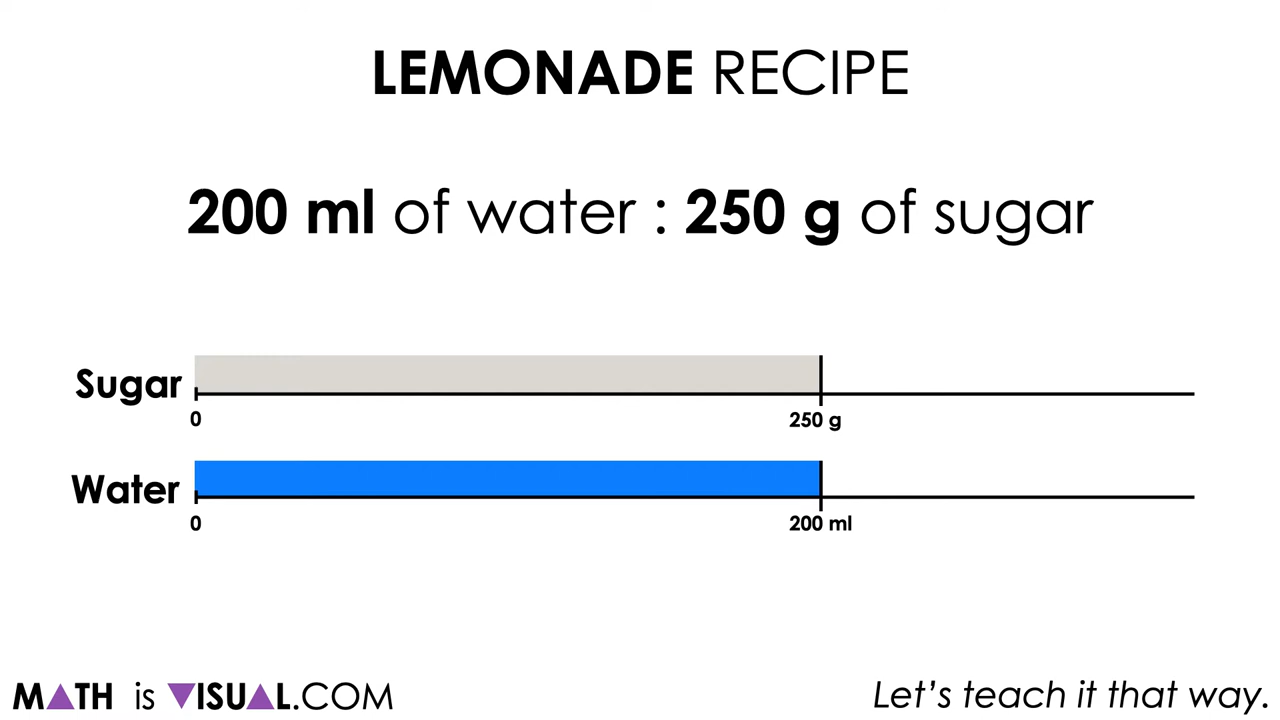 LEMONADE RECIPE
200 ml of water : 250 g of sugar
Sugar
0 250 g
Water
0 200 ml
MATH is VISUAL.COM
Let's teach it that way.